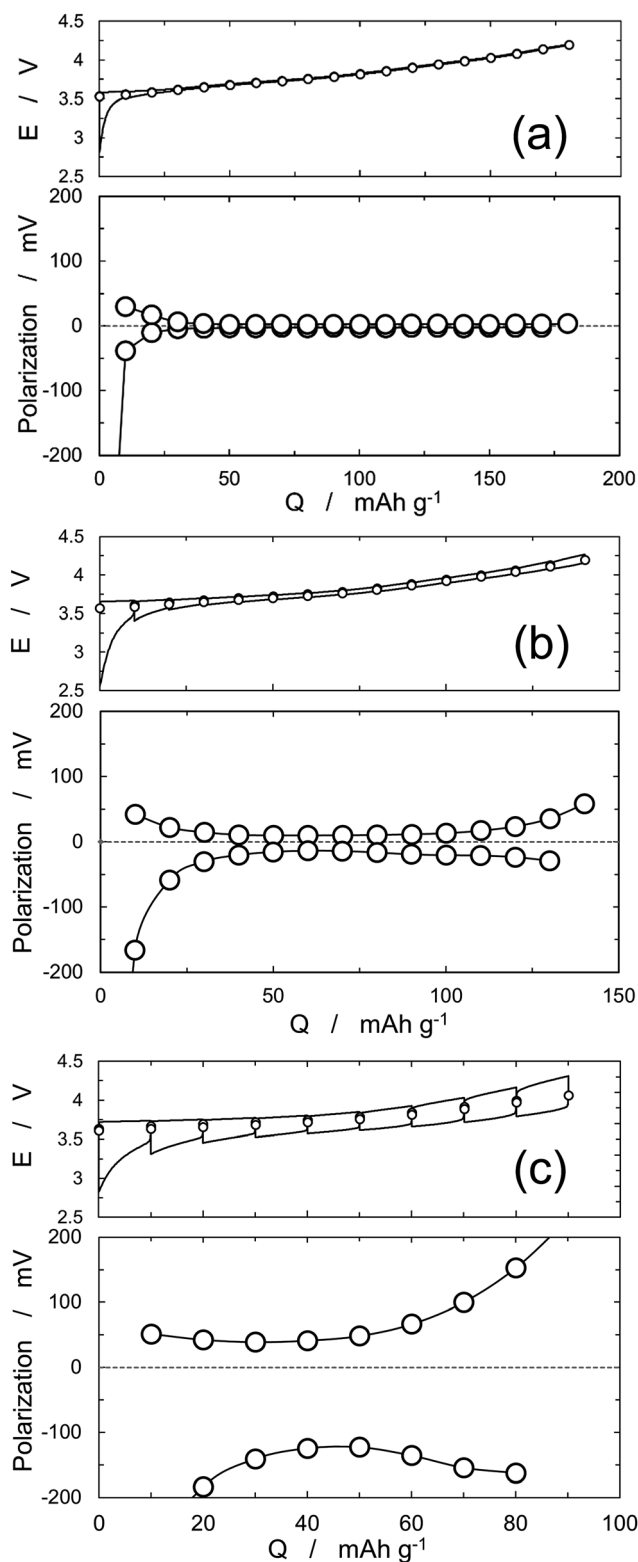 4.5
4
3.5
3
2.5
E / V
(a)
200
100
0
-100
-200
Polarization / mV
0 50 100 150 200
Q / mAh g-1
4.5
4
3.5
3
2.5
E / V
(b)
200
100
0
-100
-200
Polarization / mV
0 50 100 150
Q / mAh g-1
4.5
4
3.5
3
2.5
E / V
(c)
200
100
0
-100
-200
Polarization / mV
0 20 40 60 80 100
Q / mAh g-1